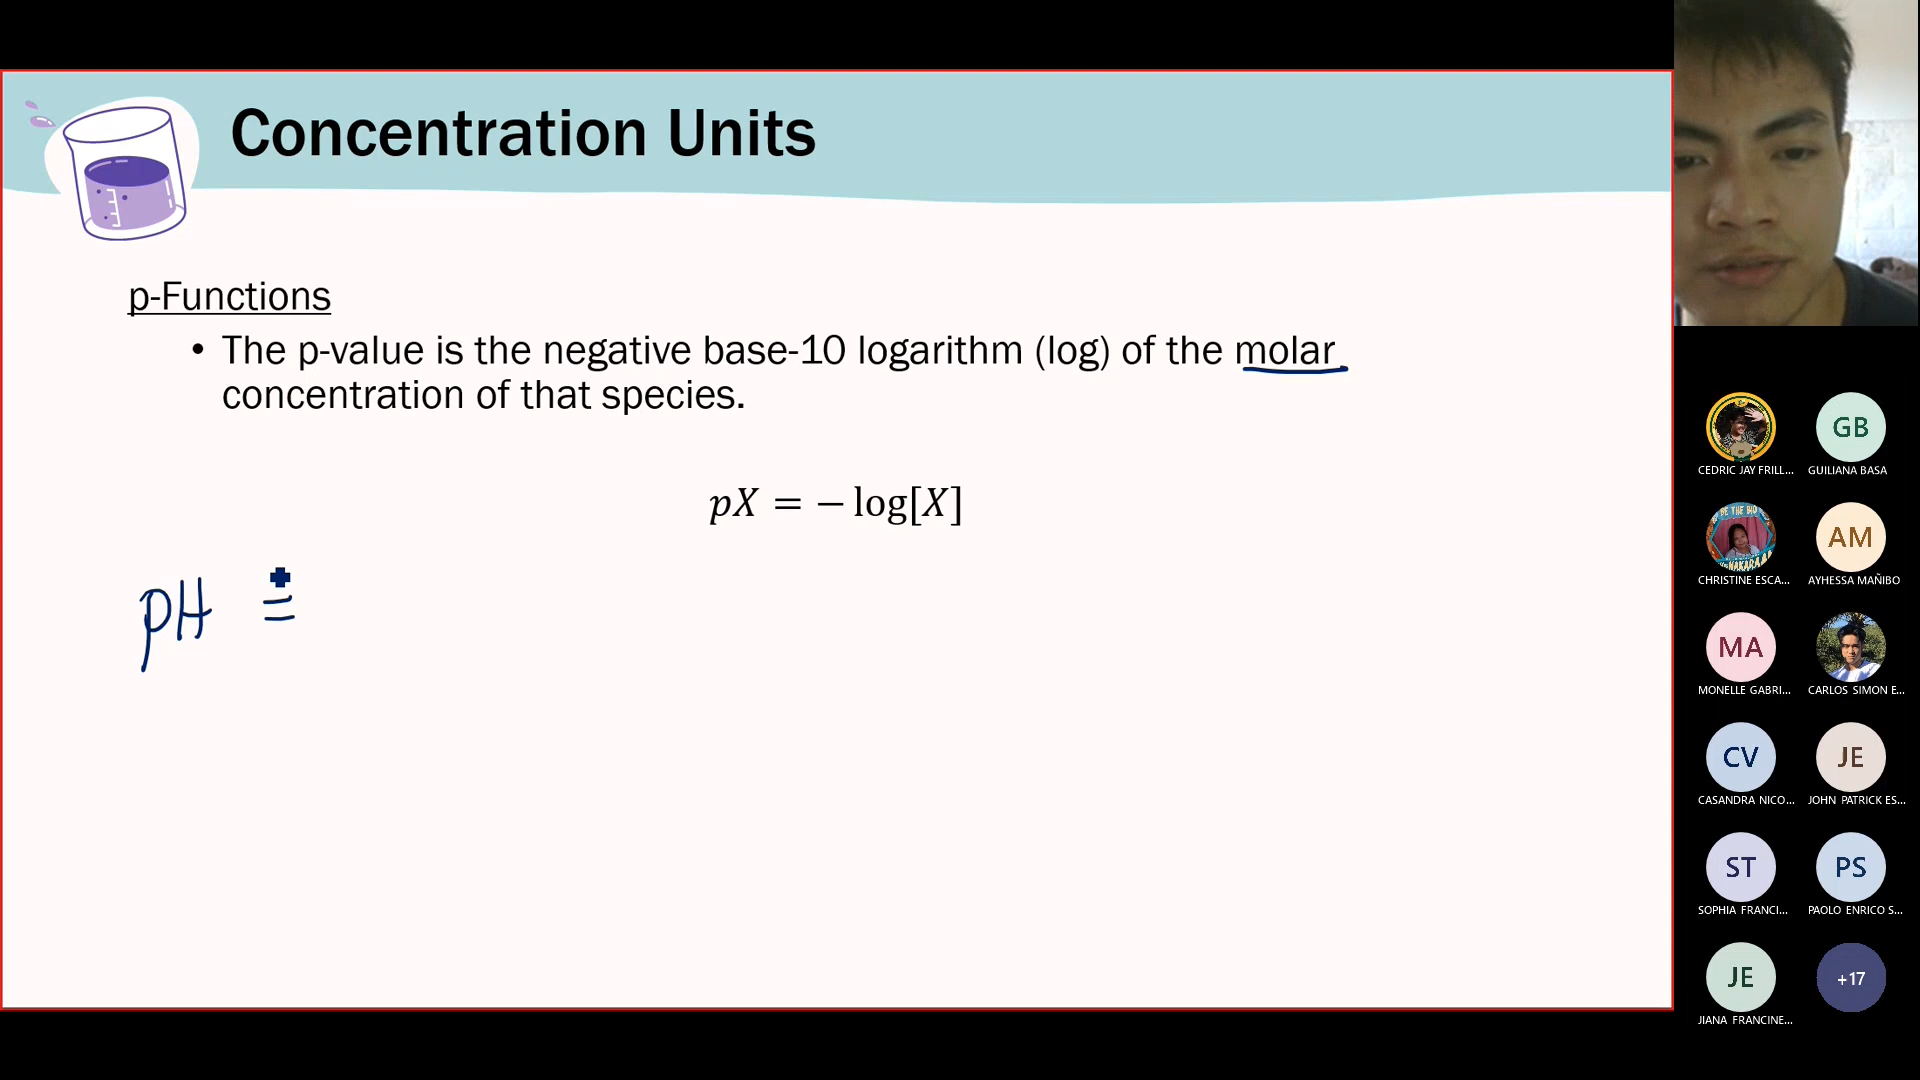 Concentration Units
p-Functions
• The p-value is the negative base-10 logarithm (log) of the molar
concentration of that species.
pX = − log[X]
pH =
CEDRIC JAY FRILL...
GB
GUILIANA BASA
CHRISTINE ESCA...
AM
AYHESSA MAÑIBO
MA
MONELLE GABRI...
CARLOS SIMON E...
CV
CASANDRA NICO...
JE
JOHN PATRICK ES...
ST
SOPHIA FRANCI...
PS
PAOLO ENRICO S...
JE
JIANA FRANCINE...
+17